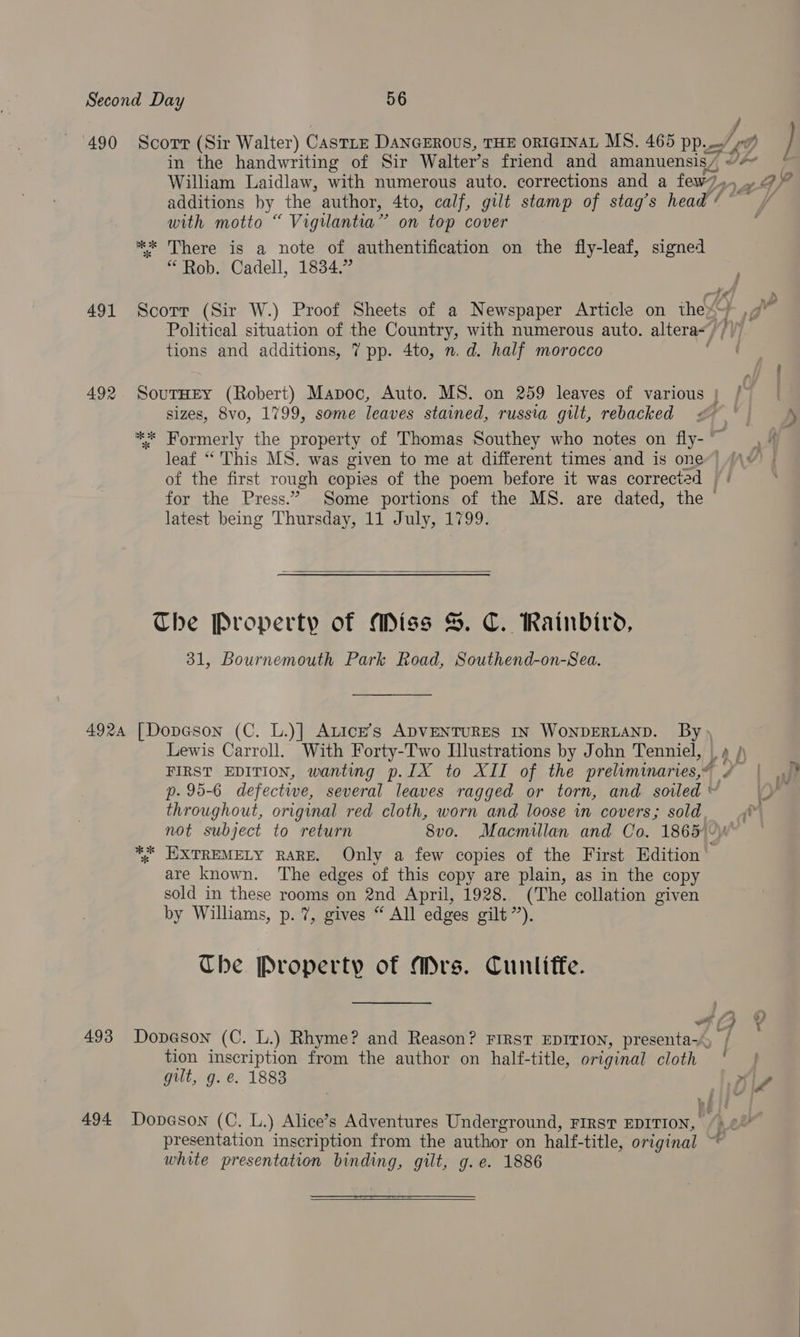 Second Day 56
490 Scott (Sir Walter) Castle Dangerous, the original MS. 465 pp.
in the handwriting of Sir Walter's friend and amanuensis,
William Laidlaw, with numerous auto. corrections and a few
additions by the author, 4to, calf, gilt stamp of stag's head
with motto “ Vigilantia” on top cover
*** There is a note of authentification on the fly-leaf, signed
“ Rob. Cadell, 1834.”
491 Scott (Sir W.) Proof Sheets of a Newspaper Article on the
Political situation of the Country, with numerous auto. altera-
tions and additions, 7 pp. 4to, n. d. half morocco
492 Southey (Robert) Madoc, Auto. MS. on 259 leaves of various
sizes, 8vo, 1799, some leaves stained, russia gilt, rebacked
*** Formerly the property of Thomas Southey who notes on fly-
leaf “ This MS. was given to me at different times and is one
of the first rough copies of the poem before it was corrected
for the Press.” Some portions of the MS. are dated, the
latest being Thursday, 11 July, 1799.
The Property of Miss S. C. Rainbird,
31, Bournemouth Park Road, Southend-on-Sea.
492A [Dodgson (C. L.)] Alice's Adventures in Wonderland. By
Lewis Carroll. With Forty-Two Illustrations by John Tenniel,
FIRST EDITION, wanting p. IX to XII of the preliminaries,
p. 95-6 defective, several leaves ragged or torn, and soiled
throughout, original red cloth, worn and loose in covers; sold
not subject to return 8vo. Macmillan and Co. 1865
*** Extremely rare. Only a few copies of the First Edition
are known. The edges of this copy are plain, as in the copy
sold in these rooms on 2nd April, 1928. (The collation given
by Williams, p. 7, gives “ All edges gilt”).
The Property of Mrs. Cunliffe.
493 Dodgson (C. L.) Rhyme? and Reason? FIRST EDITION, presenta-
tion inscription from the author on half-title, original cloth
gilt, g. e. 1883
494 Dodgson (C. L.) Alice's Adventures Underground, FIRST EDITION,
presentation inscription from the author on half-title, original
white presentation binding, gilt, g. e. 1886